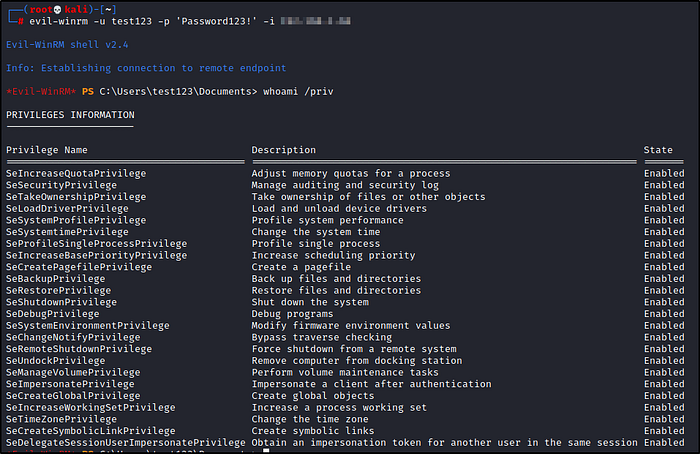 (root💀kali)-[~]
# evil-winrm -u test123 -p 'Password123!' -i
Evil-WinRM shell v2.4
Info: Establishing connection to remote endpoint
*Evil-WinRM* PS C:\Users\test123\Documents> whoami /priv
PRIVILEGES INFORMATION
Privilege Name Description State
SeIncreaseQuotaPrivilege Adjust memory quotas for a process Enabled
SeSecurityPrivilege Manage auditing and security log Enabled
SeTakeOwnershipPrivilege Take ownership of files or other objects Enabled
SeLoadDriverPrivilege Load and unload device drivers Enabled
SeSystemProfilePrivilege Profile system performance Enabled
SeSystemtimePrivilege Change the system time Enabled
SeProfileSingleProcessPrivilege Profile single process Enabled
SeIncreaseBasePriorityPrivilege Increase scheduling priority Enabled
SeCreatePagefilePrivilege Create a pagefile Enabled
SeBackupPrivilege Back up files and directories Enabled
SeRestorePrivilege Restore files and directories Enabled
SeShutdownPrivilege Shut down the system Enabled
SeDebugPrivilege Debug programs Enabled
SeSystemEnvironmentPrivilege Modify firmware environment values Enabled
SeChangeNotifyPrivilege Bypass traverse checking Enabled
SeRemoteShutdownPrivilege Force shutdown from a remote system Enabled
SeUndockPrivilege Remove computer from docking station Enabled
SeManageVolumePrivilege Perform volume maintenance tasks Enabled
SeImpersonatePrivilege Impersonate a client after authentication Enabled
SeCreateGlobalPrivilege Create global objects Enabled
SeIncreaseWorkingSetPrivilege Increase a process working set Enabled
SeTimeZonePrivilege Change the time zone Enabled
SeCreateSymbolicLinkPrivilege Create symbolic links Enabled
SeDelegateSessionUserImpersonatePrivilege Obtain an impersonation token for another user in the same session Enabled